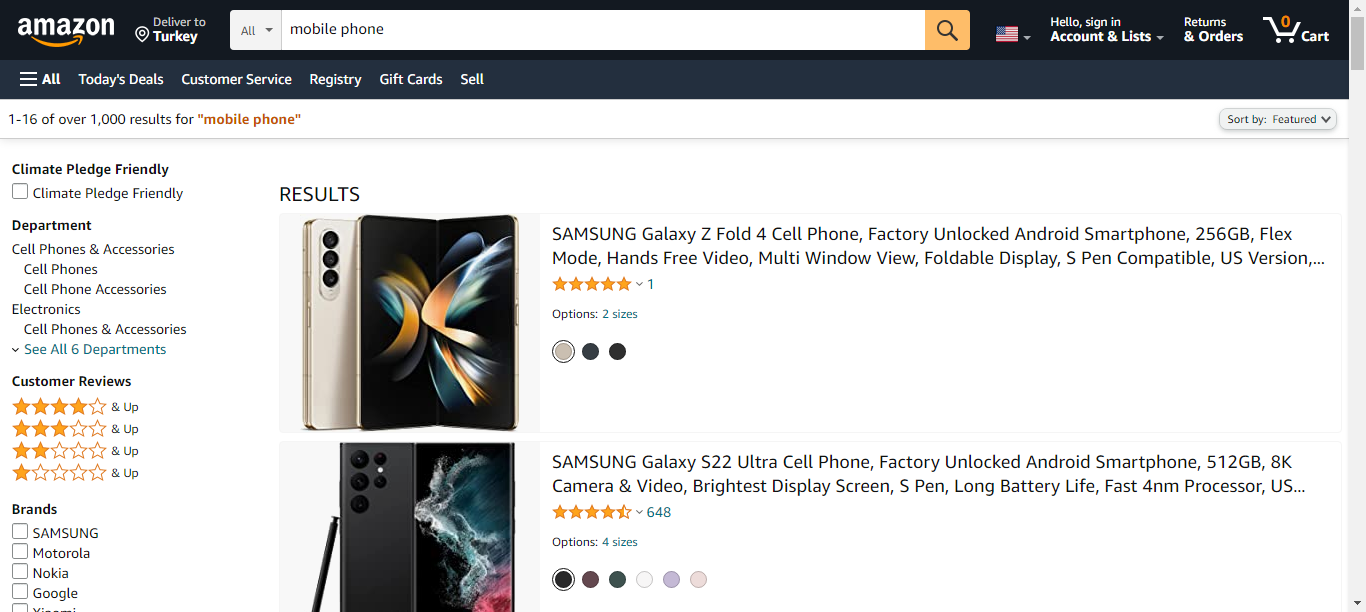 amazon
Deliver to
Turkey
All
mobile phone
Hello, sign in
Account & Lists
Returns
& Orders
0
Cart
All
Today's Deals
Customer Service
Registry
Gift Cards
Sell
1-16 of over 1,000 results for "mobile phone"
Sort by: Featured
Climate Pledge Friendly
Climate Pledge Friendly
Department
Cell Phones & Accessories
Cell Phones
Cell Phone Accessories
Electronics
Cell Phones & Accessories
See All 6 Departments
Customer Reviews
& Up
& Up
& Up
& Up
Brands
SAMSUNG
Motorola
Nokia
Google
Xiaomi
RESULTS
SAMSUNG Galaxy Z Fold 4 Cell Phone, Factory Unlocked Android Smartphone, 256GB, Flex
Mode, Hands Free Video, Multi Window View, Foldable Display, S Pen Compatible, US Version,...
1
Options: 2 sizes
SAMSUNG Galaxy S22 Ultra Cell Phone, Factory Unlocked Android Smartphone, 512GB, 8K
Camera & Video, Brightest Display Screen, S Pen, Long Battery Life, Fast 4nm Processor, US...
648
Options: 4 sizes